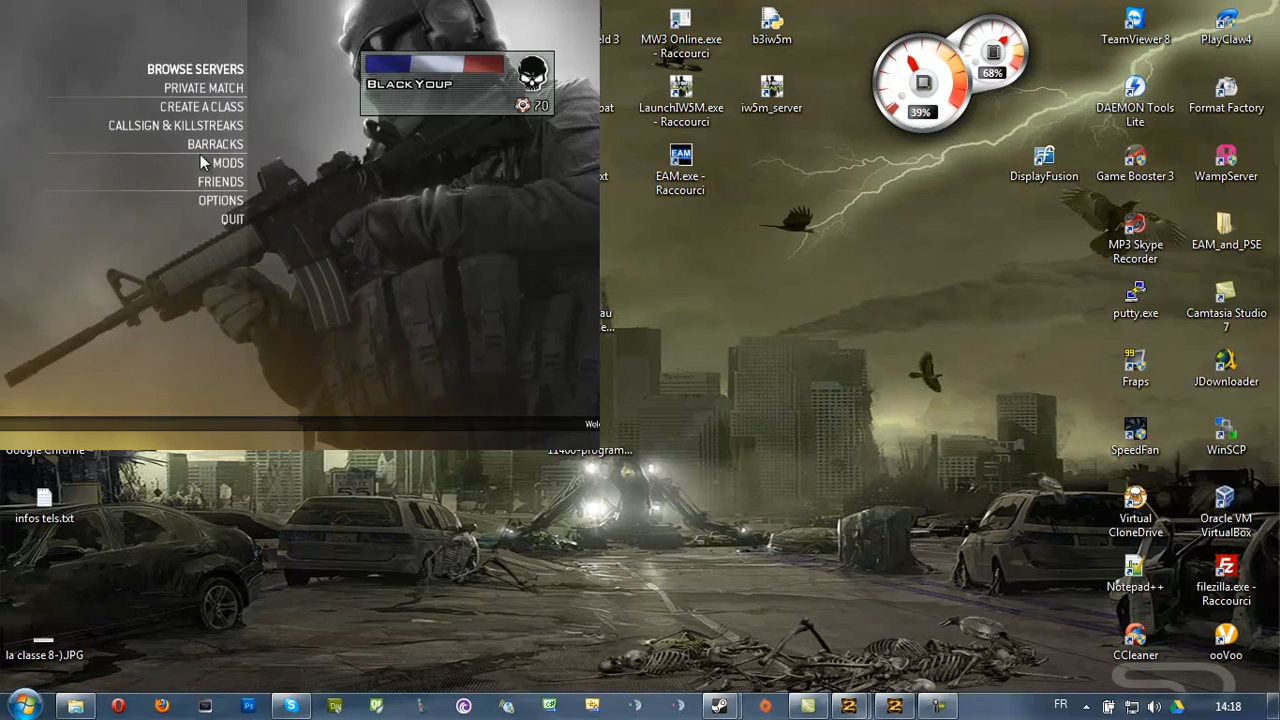 BROWSE SERVERS
PRIVATE MATCH
CREATE A CLASS
CALLSIGN & KILLSTREAKS
BARRACKS
MODS
FRIENDS
OPTIONS
QUIT
BlackYoup
70
Welc
eld 3
MW3 Online.exe
- Raccourci
b3iw5m
LaunchIW5M.exe
- Raccourci
iw5m_server
EAM
EAM.exe -
Raccourci
39%
68%
TeamViewer 8
PlayClaw4
DAEMON Tools
Lite
Format Factory
DisplayFusion
Game Booster 3
WampServer
MP3 Skype
Recorder
EAM_and_PSE
putty.exe
Camtasia Studio
7
99
Fraps
JDownloader
SpeedFan
WinSCP
Virtual
CloneDrive
Oracle VM
VirtualBox
Notepad++
filezilla.exe -
Raccourci
CCleaner
ooVoo
Google Chrome
11400-program...
infos tels.txt
la classe 8-).JPG
FR
14:18